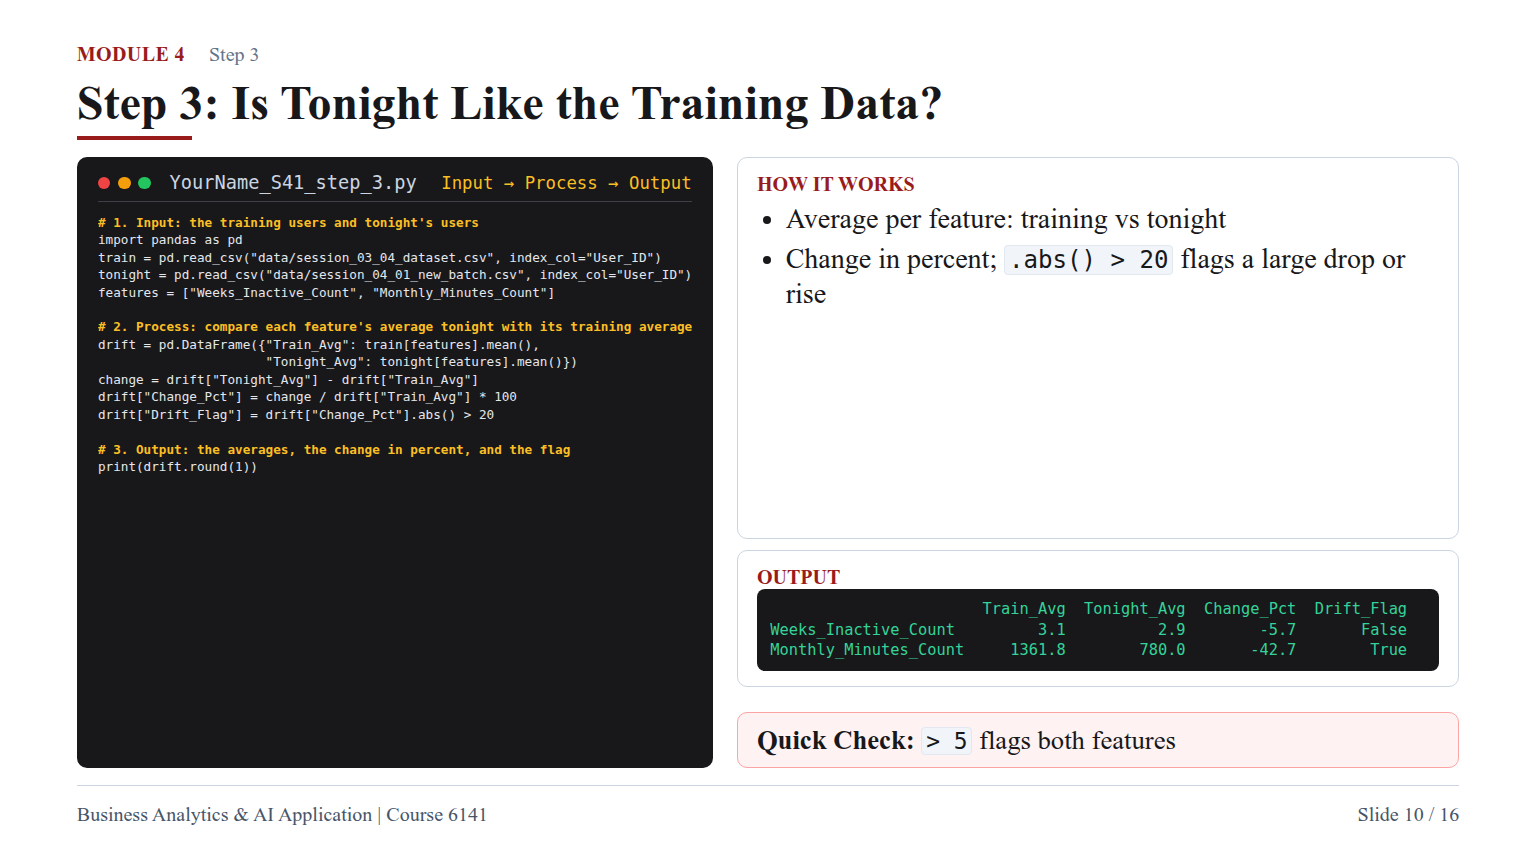 MODULE 4 Step 3
Step 3: Is Tonight Like the Training Data?
YourName_S41_step_3.py Input → Process → Output
# 1. Input: the training users and tonight's users
import pandas as pd
train = pd.read_csv("data/session_03_04_dataset.csv", index_col="User_ID")
tonight = pd.read_csv("data/session_04_01_new_batch.csv", index_col="User_ID")
features = ["Weeks_Inactive_Count", "Monthly_Minutes_Count"]
# 2. Process: compare each feature's average tonight with its training average
drift = pd.DataFrame({"Train_Avg": train[features].mean(),
"Tonight_Avg": tonight[features].mean()})
change = drift["Tonight_Avg"] - drift["Train_Avg"]
drift["Change_Pct"] = change / drift["Train_Avg"] * 100
drift["Drift_Flag"] = drift["Change_Pct"].abs() > 20
# 3. Output: the averages, the change in percent, and the flag
print(drift.round(1))
HOW IT WORKS
• Average per feature: training vs tonight
• Change in percent; .abs() > 20 flags a large drop or
rise
OUTPUT
Train_Avg Tonight_Avg Change_Pct Drift_Flag
Weeks_Inactive_Count 3.1 2.9 -5.7 False
Monthly_Minutes_Count 1361.8 780.0 -42.7 True
Quick Check: > 5 flags both features
Business Analytics & AI Application | Course 6141
Slide 10 / 16